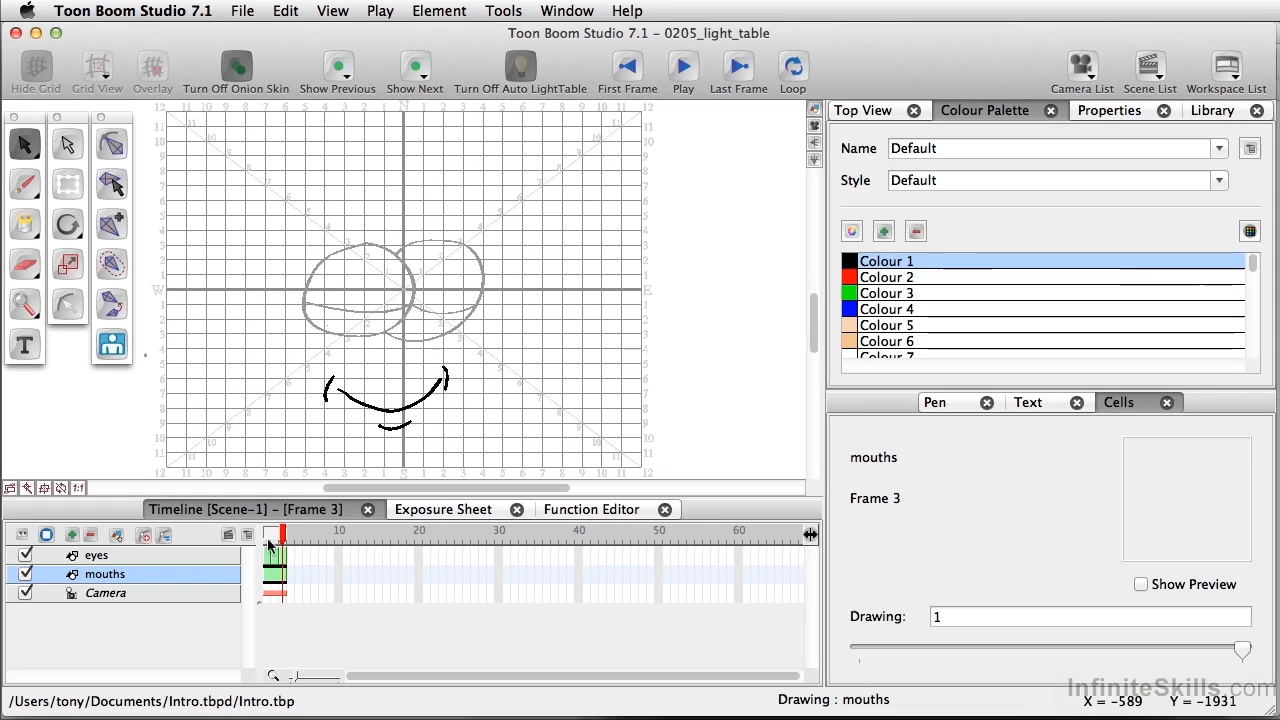 Toon Boom Studio 7.1 File Edit View Play Element Tools Window Help
Toon Boom Studio 7.1 - 0205_light_table
Hide Grid Grid View Overlay Turn Off Onion Skin Show Previous Show Next Turn Off Auto LightTable First Frame Play Last Frame Loop Camera List Scene List Workspace List
Top View Colour Palette Properties Library
Name Default
Style Default
Colour 1
Colour 2
Colour 3
Colour 4
Colour 5
Colour 6
Colour 7
Pen Text Cells
mouths
Frame 3
Show Preview
Drawing: 1
Timeline [Scene-1] - [Frame 3] Exposure Sheet Function Editor
10 20 30 40 50 60
eyes
mouths
Camera
/Users/tony/Documents/Intro.tbpd/Intro.tbp
Drawing : mouths
X = -589 Y = -1931
InfiniteSkills.com